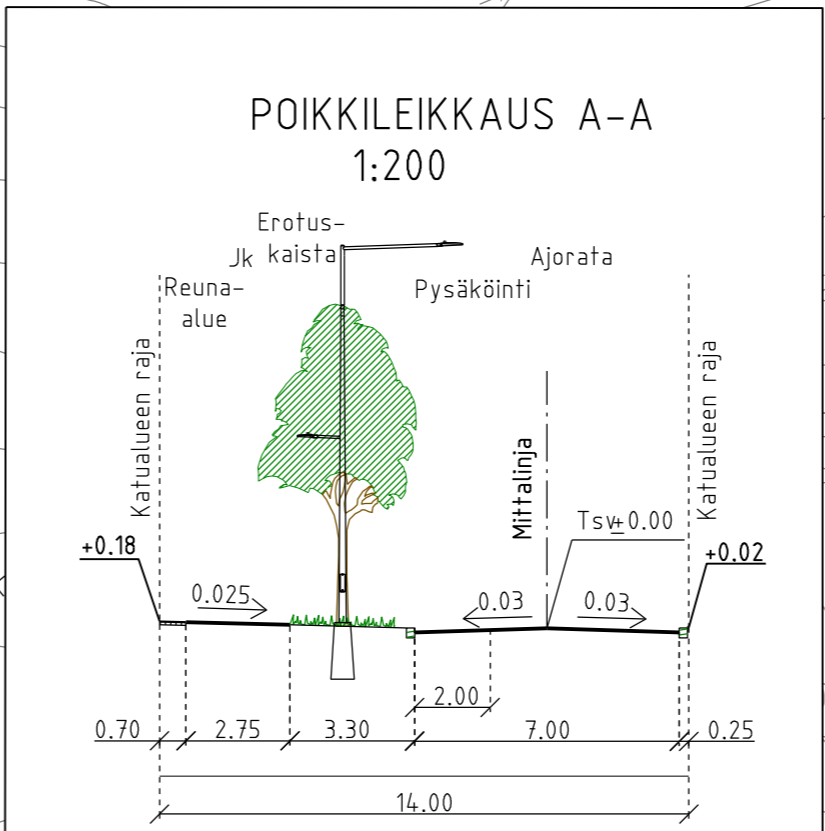 POIKKILEIKKAUS A-A
1:200
Erotus-
kaista
Jk
Reuna-
alue
Ajorata
Pysäköinti
Katualueen raja
Mittalinja
Katualueen raja
Tsv±0.00
+0.18
+0.02
0.025
0.03
0.03
2.00
0.70
2.75
3.30
7.00
0.25
14.00